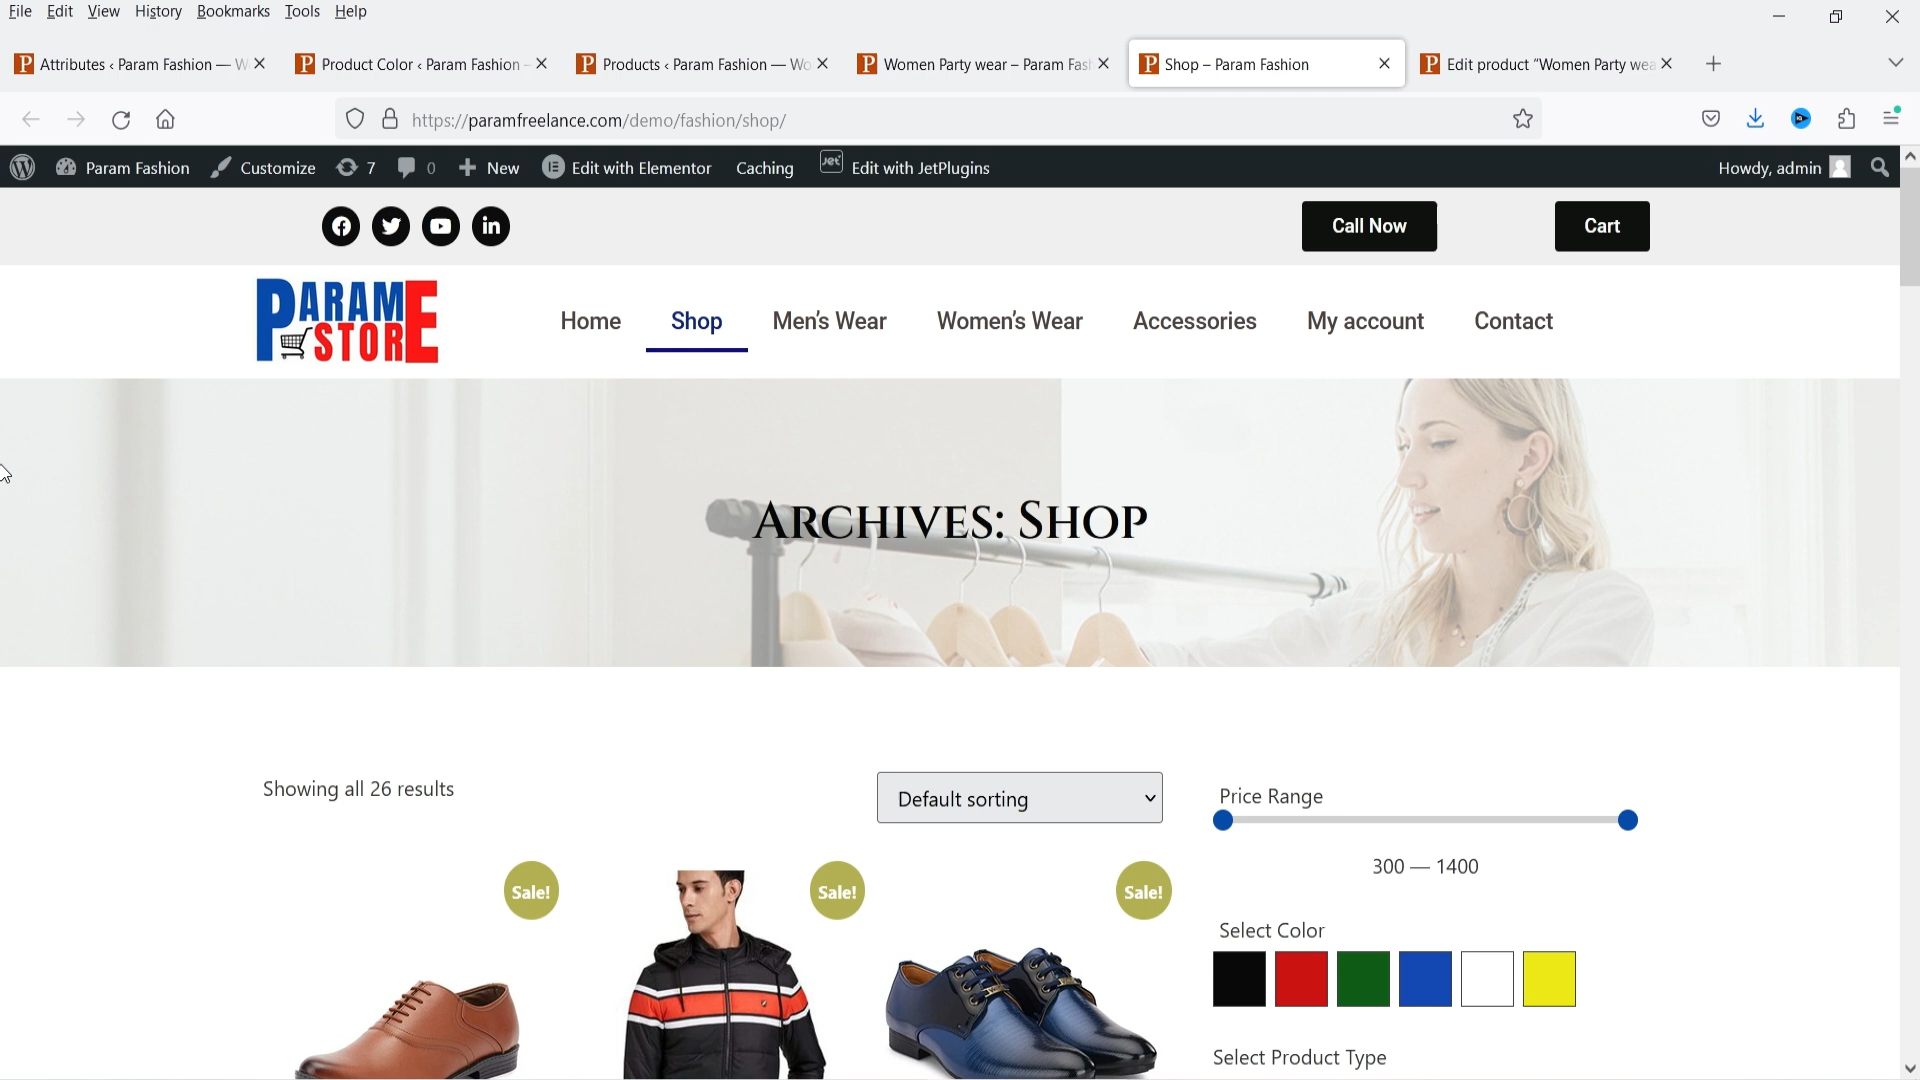 File Edit View History Bookmarks Tools Help
Attributes ‹ Param Fashion — W
Product Color ‹ Param Fashion –
Products ‹ Param Fashion — Wo
Women Party wear – Param Fash
Shop – Param Fashion
Edit product “Women Party wea
https://paramfreelance.com/demo/fashion/shop/
Param Fashion Customize 7 0 New Edit with Elementor Caching Jet Edit with JetPlugins Howdy, admin
Call Now Cart
PARAM E STORE
Home Shop Men’s Wear Women’s Wear Accessories My account Contact
Archives: Shop
Showing all 26 results
Default sorting
Price Range
300 — 1400
Sale! Sale! Sale!
Select Color
Select Product Type